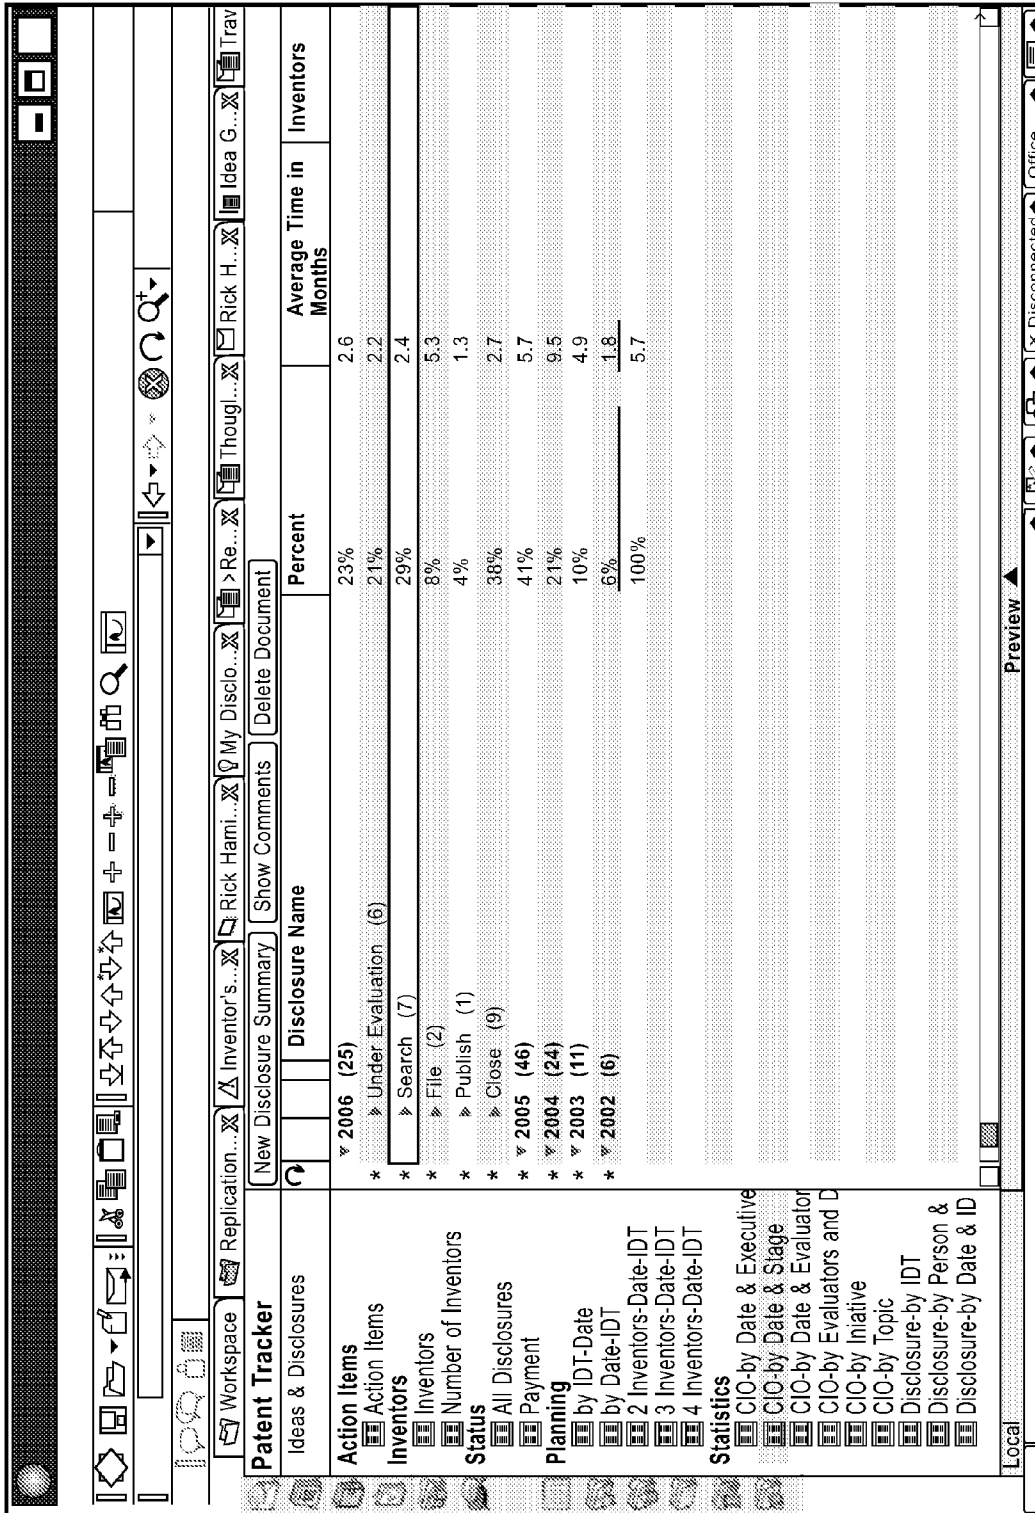 Workspace Replication...X Inventor's...X Rick Hami...X My Disclo...X >Re...X Thougl...X Rick H...X Idea G...X Trav
Patent Tracker
New Disclosure Summary Show Comments Delete Document
Ideas & Disclosures
Disclosure Name Percent Average Time in Months Inventors
Action Items
Action Items
Inventors
Inventors
Number of Inventors
Status
All Disclosures
Payment
Planning
by IDT-Date
by Date-IDT
2 Inventors-Date-IDT
3 Inventors-Date-IDT
4 Inventors-Date-IDT
Statistics
CIO-by Date & Executive
CIO-by Date & Stage
CIO-by Date & Evaluator
CIO-by Evaluators and D
CIO-by Iniative
CIO-by Topic
Disclosure-by IDT
Disclosure-by Person &
Disclosure-by Date & ID
2006 (25) 23% 2.6
* Under Evaluation (6) 21% 2.2
* Search (7) 29% 2.4
* File (2) 8% 5.3
* Publish (1) 4% 1.3
* Close (9) 38% 2.7
* 2005 (46) 41% 5.7
* 2004 (24) 21% 9.5
* 2003 (11) 10% 4.9
* 2002 (6) 6% 1.8
100% 5.7
Local Preview
x Disconnected Office